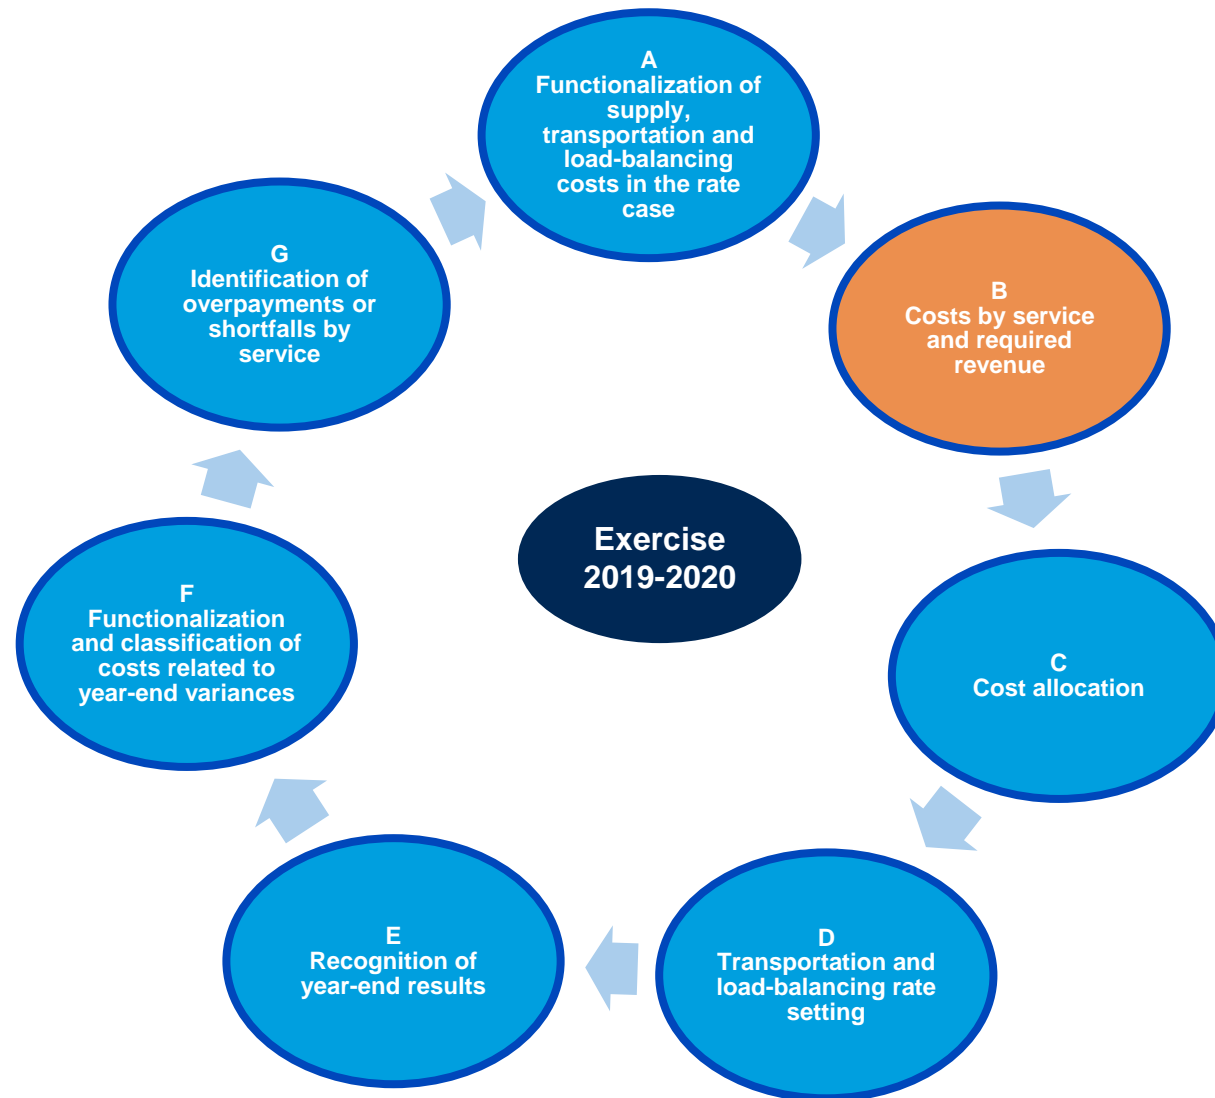 A
Functionalization of
supply,
transportation and
load-balancing
costs in the rate
case
B
Costs by service
and required
revenue
C
Cost allocation
D
Transportation and
load-balancing rate
setting
E
Recognition of
year-end results
F
Functionalization
and classification of
costs related to
year-end variances
G
Identification of
overpayments or
shortfalls by
service
Exercise
2019-2020